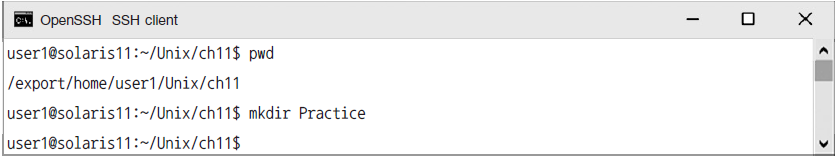 OpenSSH SSH client
user1@solaris11:~/Unix/ch11$ pwd
/export/home/user1/Unix/ch11
user1@solaris11:~/Unix/ch11$ mkdir Practice
user1@solaris11:~/Unix/ch11$